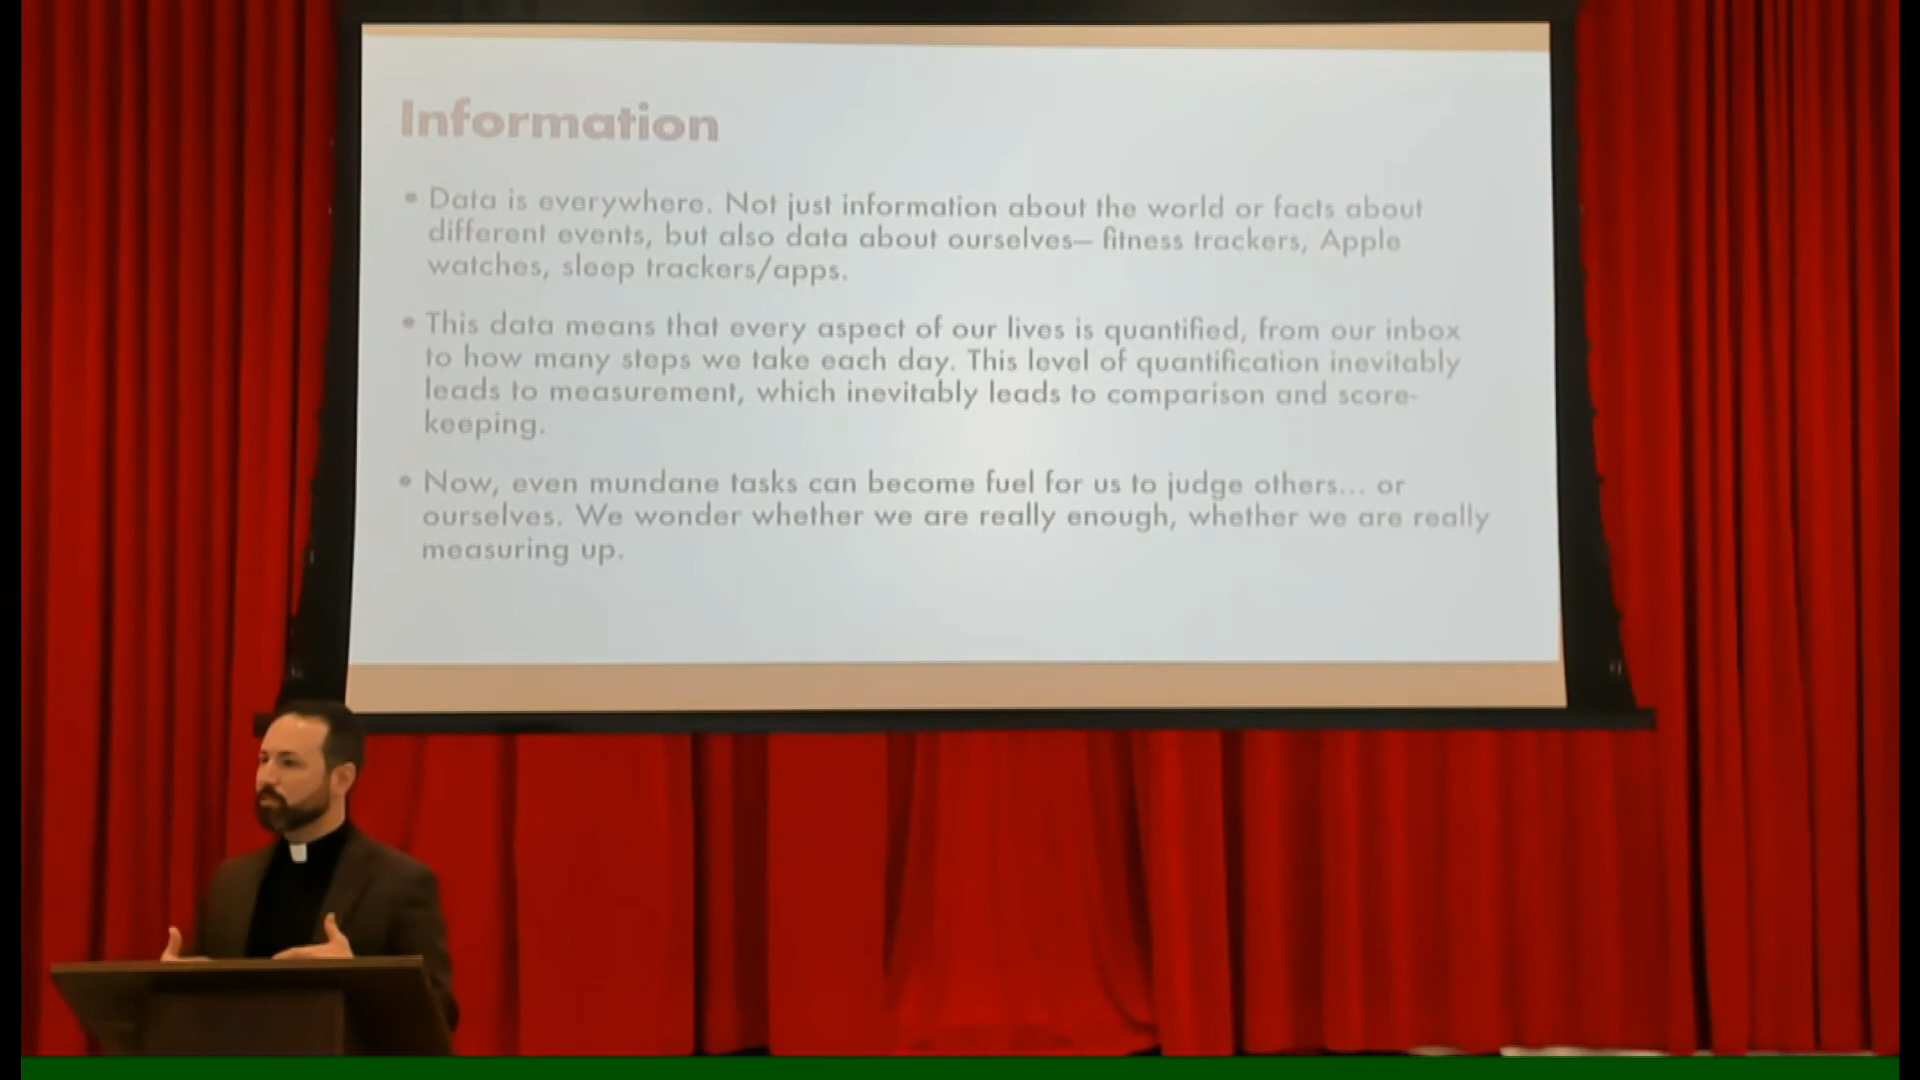 Information
• Data is everywhere. Not just information about the world or facts about
different events, but also data about ourselves— fitness trackers, Apple
watches, sleep trackers/apps.
• This data means that every aspect of our lives is quantified, from our inbox
to how many steps we take each day. This level of quantification inevitably
leads to measurement, which inevitably leads to comparison and score-
keeping.
• Now, even mundane tasks can become fuel for us to judge others... or
ourselves. We wonder whether we are really enough, whether we are really
measuring up.